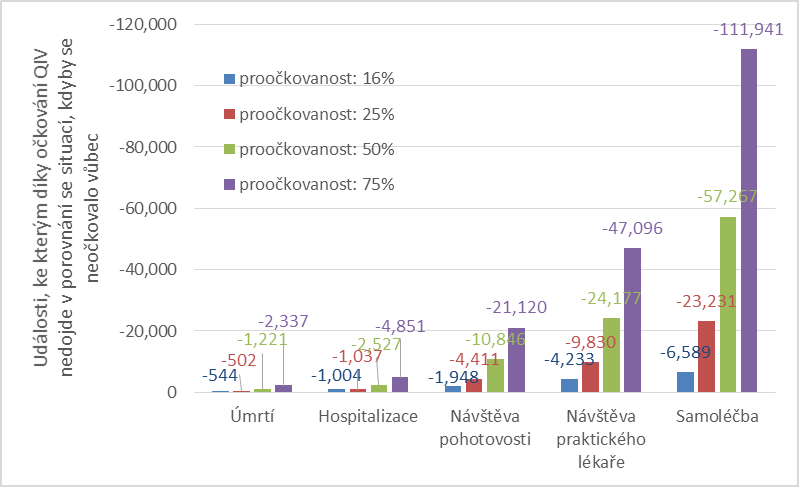 Události, ke kterým díky očkování QIV
nedojde v porovnání se situací, kdyby se
neočkovalo vůbec
-120,000
-100,000
-80,000
-60,000
-40,000
-20,000
0
proočkovanost: 16%
proočkovanost: 25%
proočkovanost: 50%
proočkovanost: 75%
-544
-502
-1,221
-2,337
-1,004
-1,037
-2,527
-4,851
-1,948
-4,411
-10,846
-21,120
-4,233
-9,830
-24,177
-47,096
-6,589
-23,231
-57,267
-111,941
Úmrtí
Hospitalizace
Návštěva
pohotovosti
Návštěva
praktického
lékaře
Samoléčba